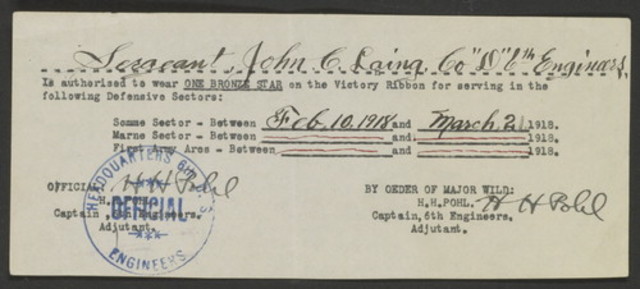 Sergeant, John C. Laing Co "D" 6th Engineers,
Is authorised to wear ONE BRONZE STAR on the Victory Ribbon for serving in the
following Defensive Sectors:
Somme Sector - Between Feb. 10. 1918 and March 2 1918.
Marne Sector - Between and 1918.
First Army Area - Between and 1918.
OFFICIAL: H H Pohl
H.H. POHL.
Captain, 6th Engineers.
Adjutant.
BY ORDER OF MAJOR WILD:
H.H.POHL. H H Pohl
Captain, 6th Engineers,
Adjutant.
HEADQUARTERS 6TH U.S.
OFFICIAL
ENGINEERS